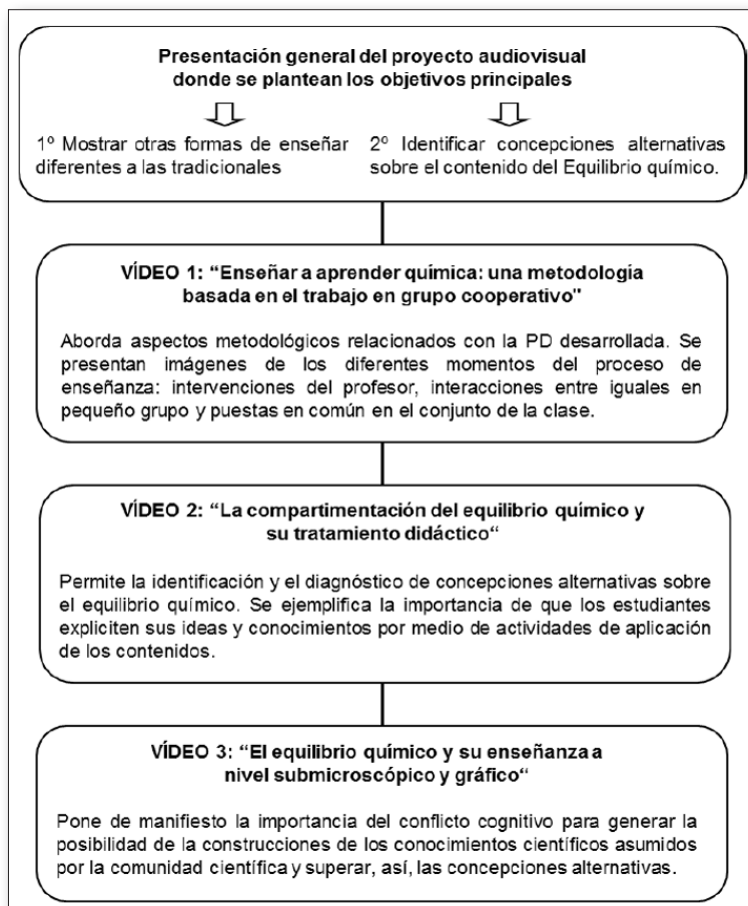 Presentación general del proyecto audiovisual
donde se plantean los objetivos principales
1º Mostrar otras formas de enseñar
diferentes a las tradicionales
2º Identificar concepciones alternativas
sobre el contenido del Equilibrio químico.
VÍDEO 1: “Enseñar a aprender química: una metodología
basada en el trabajo en grupo cooperativo"
Aborda aspectos metodológicos relacionados con la PD desarrollada. Se
presentan imágenes de los diferentes momentos del proceso de
enseñanza: intervenciones del profesor, interacciones entre iguales en
pequeño grupo y puestas en común en el conjunto de la clase.
VÍDEO 2: “La compartimentación del equilibrio químico y
su tratamiento didáctico“
Permite la identificación y el diagnóstico de concepciones alternativas sobre
el equilibrio químico. Se ejemplifica la importancia de que los estudiantes
expliciten sus ideas y conocimientos por medio de actividades de aplicación
de los contenidos.
VÍDEO 3: “El equilibrio químico y su enseñanza a
nivel submicroscópico y gráfico“
Pone de manifiesto la importancia del conflicto cognitivo para generar la
posibilidad de la construcciones de los conocimientos científicos asumidos
por la comunidad científica y superar, así, las concepciones alternativas.